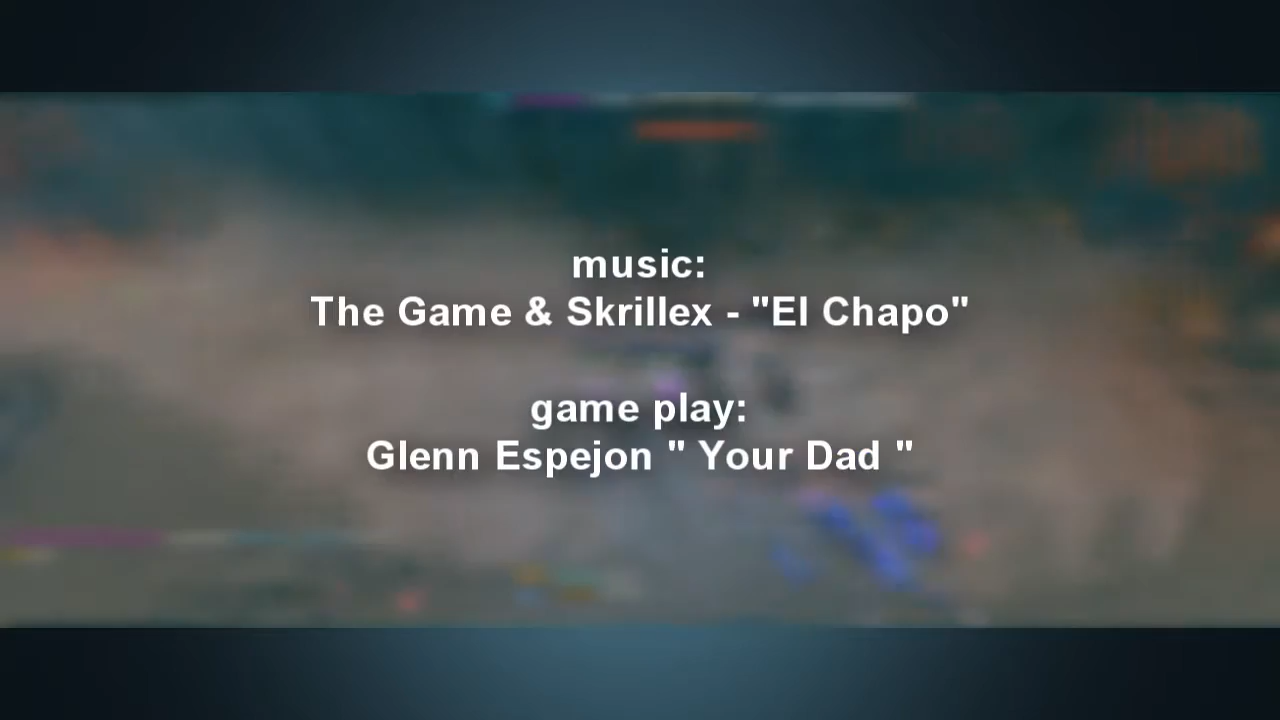 music:
The Game & Skrillex - "El Chapo"
game play:
Glenn Espejon " Your Dad "